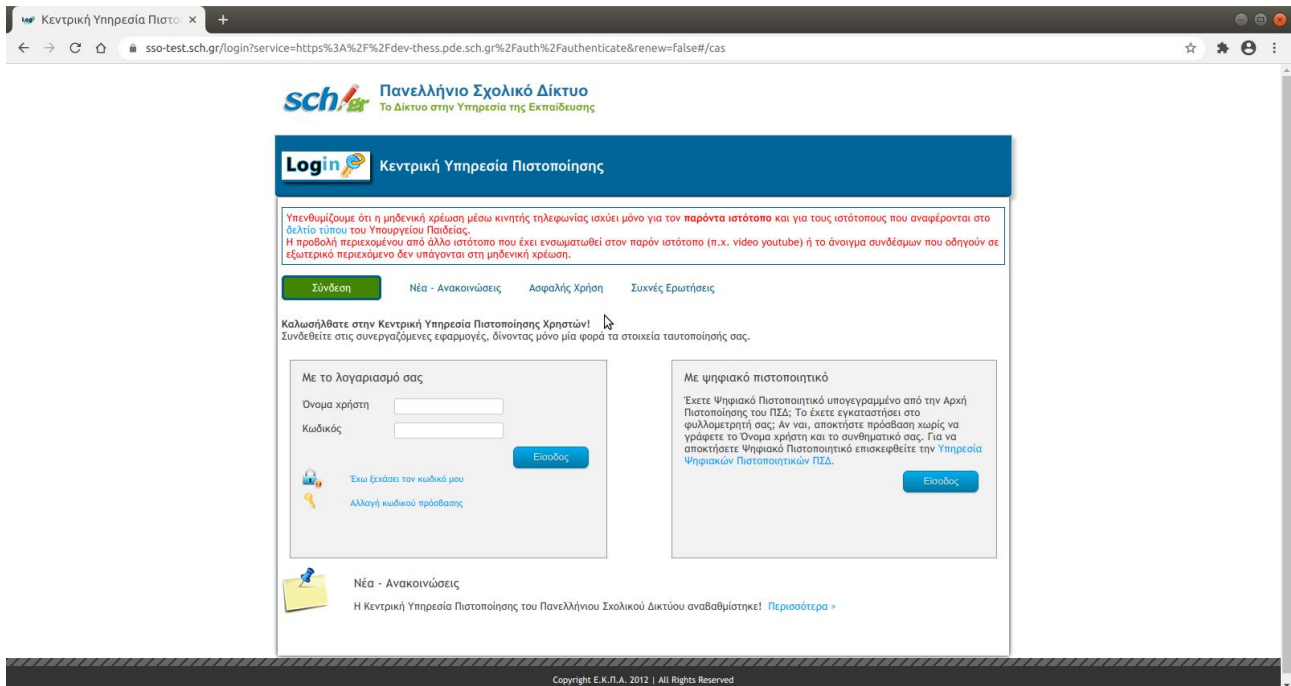 Κεντρική Υπηρεσία Πιστο
sso-test.sch.gr/login?service=https%3A%2F%2Fdev-thess.pde.sch.gr%2Fauth%2Fauthenticate&renew=false#/cas
sch.gr
Πανελλήνιο Σχολικό Δίκτυο
Το Δίκτυο στην Υπηρεσία της Εκπαίδευσης
Login
Κεντρική Υπηρεσία Πιστοποίησης
Υπενθυμίζουμε ότι η μηδενική χρέωση μέσω κινητής τηλεφωνίας ισχύει μόνο για τον παρόντα ιστότοπο και για τους ιστότοπους που αναφέρονται στο
δελτίο τύπου του Υπουργείου Παιδείας.
Η προβολή περιεχομένου από άλλο ιστότοπο που έχει ενσωματωθεί στον παρόν ιστότοπο (π.χ. video youtube) ή το άνοιγμα συνδέσμων που οδηγούν σε
εξωτερικό περιεχόμενο δεν υπάγονται στη μηδενική χρέωση.
Σύνδεση Νέα - Ανακοινώσεις Ασφαλής Χρήση Συχνές Ερωτήσεις
Καλωσήλθατε στην Κεντρική Υπηρεσία Πιστοποίησης Χρηστών!
Συνδεθείτε στις συνεργαζόμενες εφαρμογές, δίνοντας μόνο μία φορά τα στοιχεία ταυτοποίησής σας.
Με το λογαριασμό σας
Όνομα χρήστη
Κωδικός
Είσοδος
Έχω ξεχάσει τον κωδικό μου
Αλλαγή κωδικού πρόσβασης
Με ψηφιακό πιστοποιητικό
Έχετε Ψηφιακό Πιστοποιητικό υπογεγραμμένο από την Αρχή
Πιστοποίησης του ΠΣΔ; Το έχετε εγκαταστήσει στο
φυλλομετρητή σας; Αν ναι, αποκτήστε πρόσβαση χωρίς να
γράφετε το Όνομα χρήστη και το συνθηματικό σας. Για να
αποκτήσετε Ψηφιακό Πιστοποιητικό επισκεφθείτε την Υπηρεσία
Ψηφιακών Πιστοποιητικών ΠΣΔ.
Είσοδος
Νέα - Ανακοινώσεις
Η Κεντρική Υπηρεσία Πιστοποίησης του Πανελλήνιου Σχολικού Δικτύου αναβαθμίστηκε! Περισσότερα >
Copyright Ε.Κ.Π.Α. 2012 | All Rights Reserved